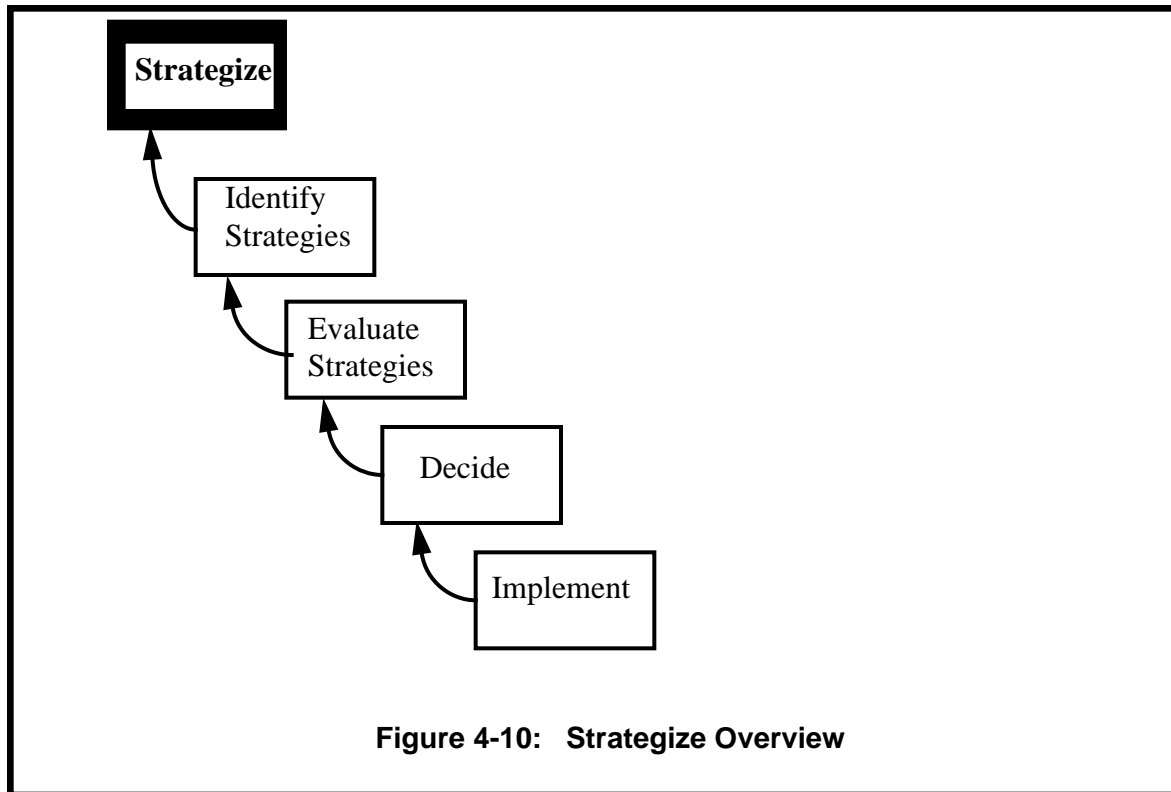 Strategize
Identify
Strategies
Evaluate
Strategies
Decide
Implement
Figure 4-10: Strategize Overview